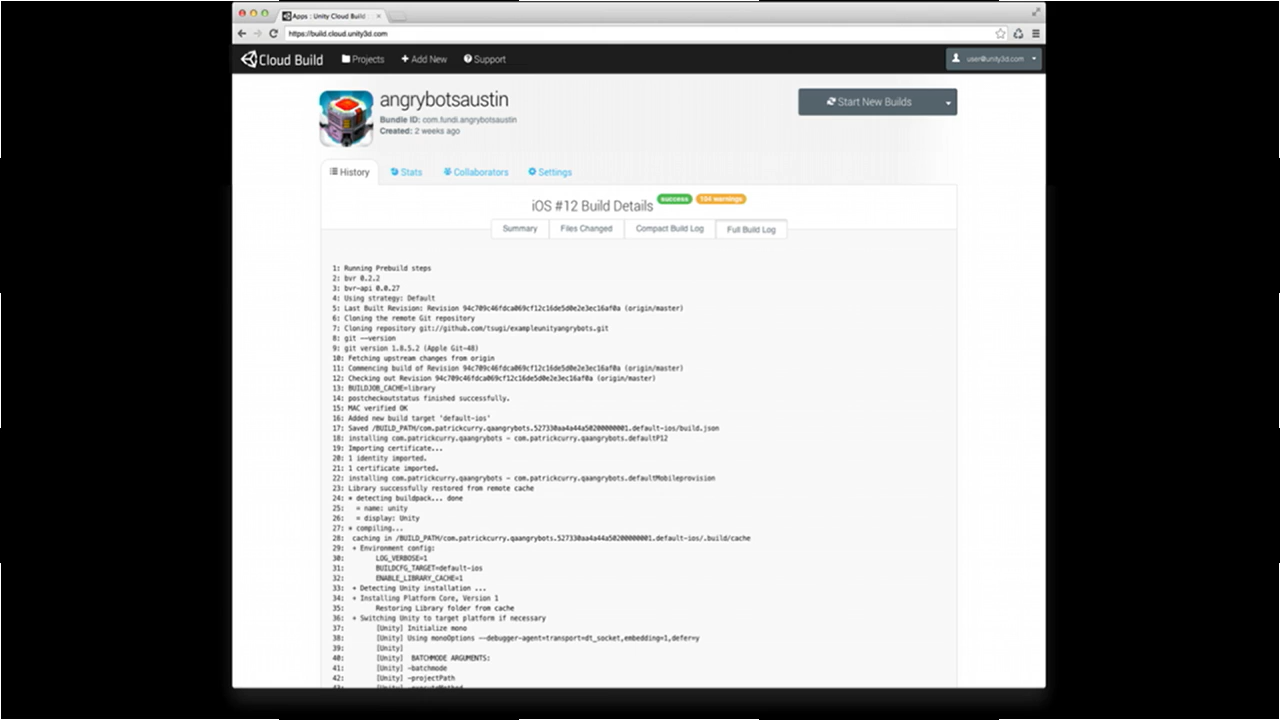 Apps : Unity Cloud Build
https://build.cloud.unity3d.com
Cloud Build Projects Add New Support user@unity3d.com
angrybotsaustin
Bundle ID: com.fundi.angrybotsaustin
Created: 2 weeks ago
Start New Builds
History Stats Collaborators Settings
iOS #12 Build Details success 104 warnings
Summary Files Changed Compact Build Log Full Build Log
1: Running Prebuild steps
2: bvr 0.2.2
3: bvr-api 0.0.27
4: Using strategy: Default
5: Last Built Revision: Revision 94c709c46fdca069cf12c16de5d0e2e3ec16af0a (origin/master)
6: Cloning the remote Git repository
7: Cloning repository git://github.com/tsugi/exampleunityangrybots.git
8: git --version
9: git version 1.8.5.2 (Apple Git-48)
10: Fetching upstream changes from origin
11: Commencing build of Revision 94c709c46fdca069cf12c16de5d0e2e3ec16af0a (origin/master)
12: Checking out Revision 94c709c46fdca069cf12c16de5d0e2e3ec16af0a (origin/master)
13: BUILDJOB_CACHE=library
14: postcheckoutstatus finished successfully.
15: MAC verified OK
16: Added new build target 'default-ios'
17: Saved /BUILD_PATH/com.patrickcurry.qaangrybots.527330aa4a44a50200000001.default-ios/build.json
18: installing com.patrickcurry.qaangrybots - com.patrickcurry.qaangrybots.defaultP12
19: Importing certificate...
20: 1 identity imported.
21: 1 certificate imported.
22: installing com.patrickcurry.qaangrybots - com.patrickcurry.qaangrybots.defaultMobileprovision
23: Library successfully restored from remote cache
24: * detecting buildpack... done
25: = name: unity
26: = display: Unity
27: * compiling...
28: caching in /BUILD_PATH/com.patrickcurry.qaangrybots.527330aa4a44a50200000001.default-ios/.build/cache
29: + Environment config:
30: LOG_VERBOSE=1
31: BUILDCFG_TARGET=default-ios
32: ENABLE_LIBRARY_CACHE=1
33: + Detecting Unity installation ...
34: + Installing Platform Core, Version 1
35: Restoring Library folder from cache
36: + Switching Unity to target platform if necessary
37: [Unity] Initialize mono
38: [Unity] Using monoOptions --debugger-agent=transport=dt_socket,embedding=1,defer=y
39: [Unity]
40: [Unity] BATCHMODE ARGUMENTS:
41: [Unity] -batchmode
42: [Unity] -projectPath